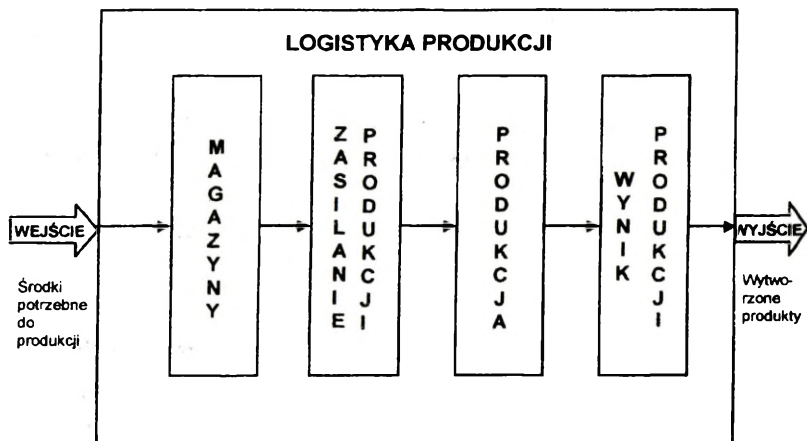 LOGISTYKA PRODUKCJI
WEJŚCIE
Środki
potrzebne
do
produkcji
MAGAZYNY
ZASILANIE
PRODUKCJI
PRODUKCJA
WYNIK
PRODUKCJI
WYJŚCIE
Wytwo-
rzone
produkty